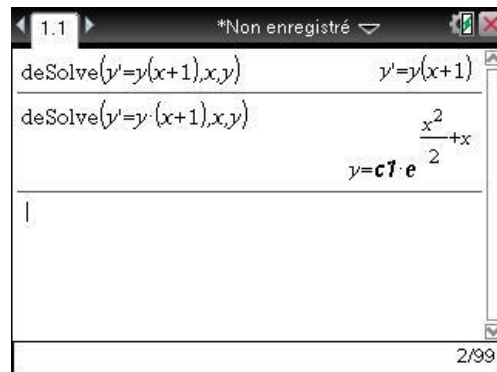 1.1 *Non enregistré
deSolve(y'=y(x+1),x,y) y'=y(x+1)
deSolve(y'=y·(x+1),x,y) y=c1·e^(x²/2+x)
2/99